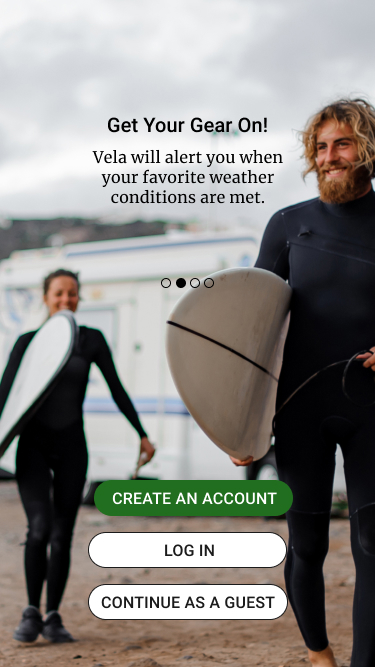 Get Your Gear On!
Vela will alert you when
your favorite weather
conditions are met.
CREATE AN ACCOUNT
LOG IN
CONTINUE AS A GUEST